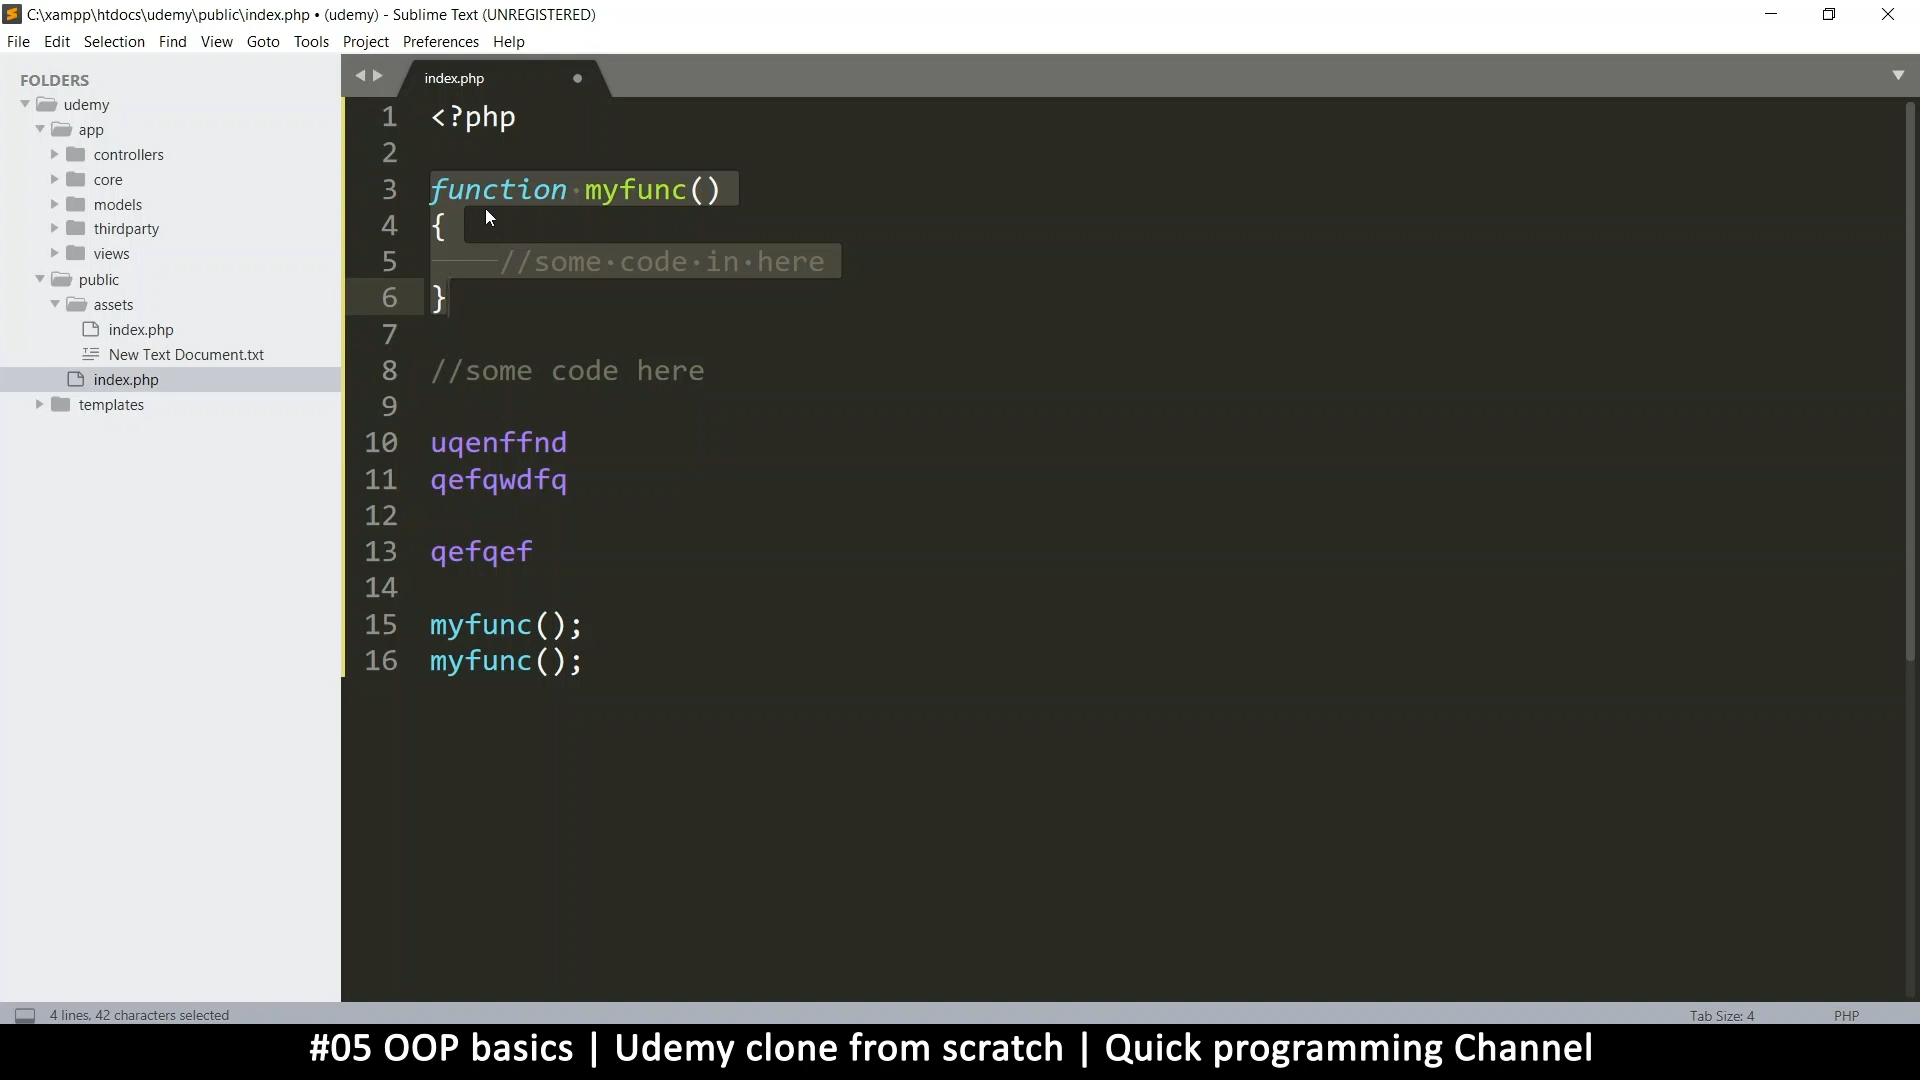 C:\xampp\htdocs\udemy\public\index.php • (udemy) - Sublime Text (UNREGISTERED)
File Edit Selection Find View Goto Tools Project Preferences Help
FOLDERS
udemy
app
controllers
core
models
thirdparty
views
public
assets
index.php
New Text Document.txt
index.php
templates
index.php
1 <?php
2
3 function myfunc()
4 {
5 //some code in here
6 }
7
8 //some code here
9
10 uqenffnd
11 qefqwdfq
12
13 qefqef
14
15 myfunc();
16 myfunc();
4 lines, 42 characters selected
Tab Size: 4 PHP
#05 OOP basics | Udemy clone from scratch | Quick programming Channel